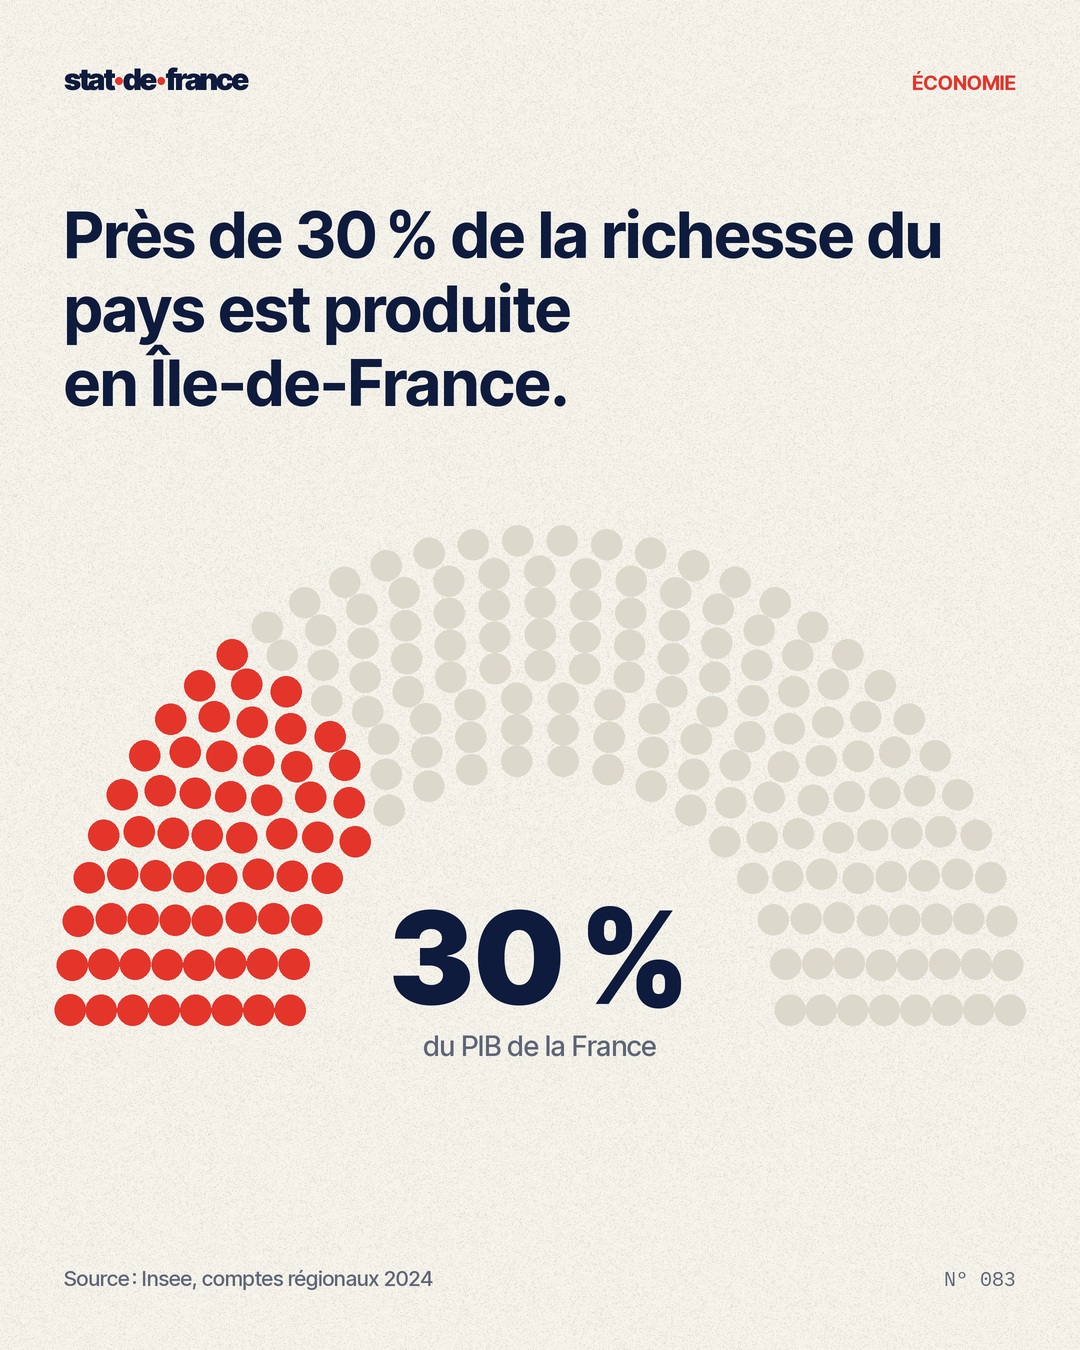 stat•de•france
ÉCONOMIE
Près de 30 % de la richesse du
pays est produite
en Île-de-France.
30 %
du PIB de la France
Source : Insee, comptes régionaux 2024
N° 083